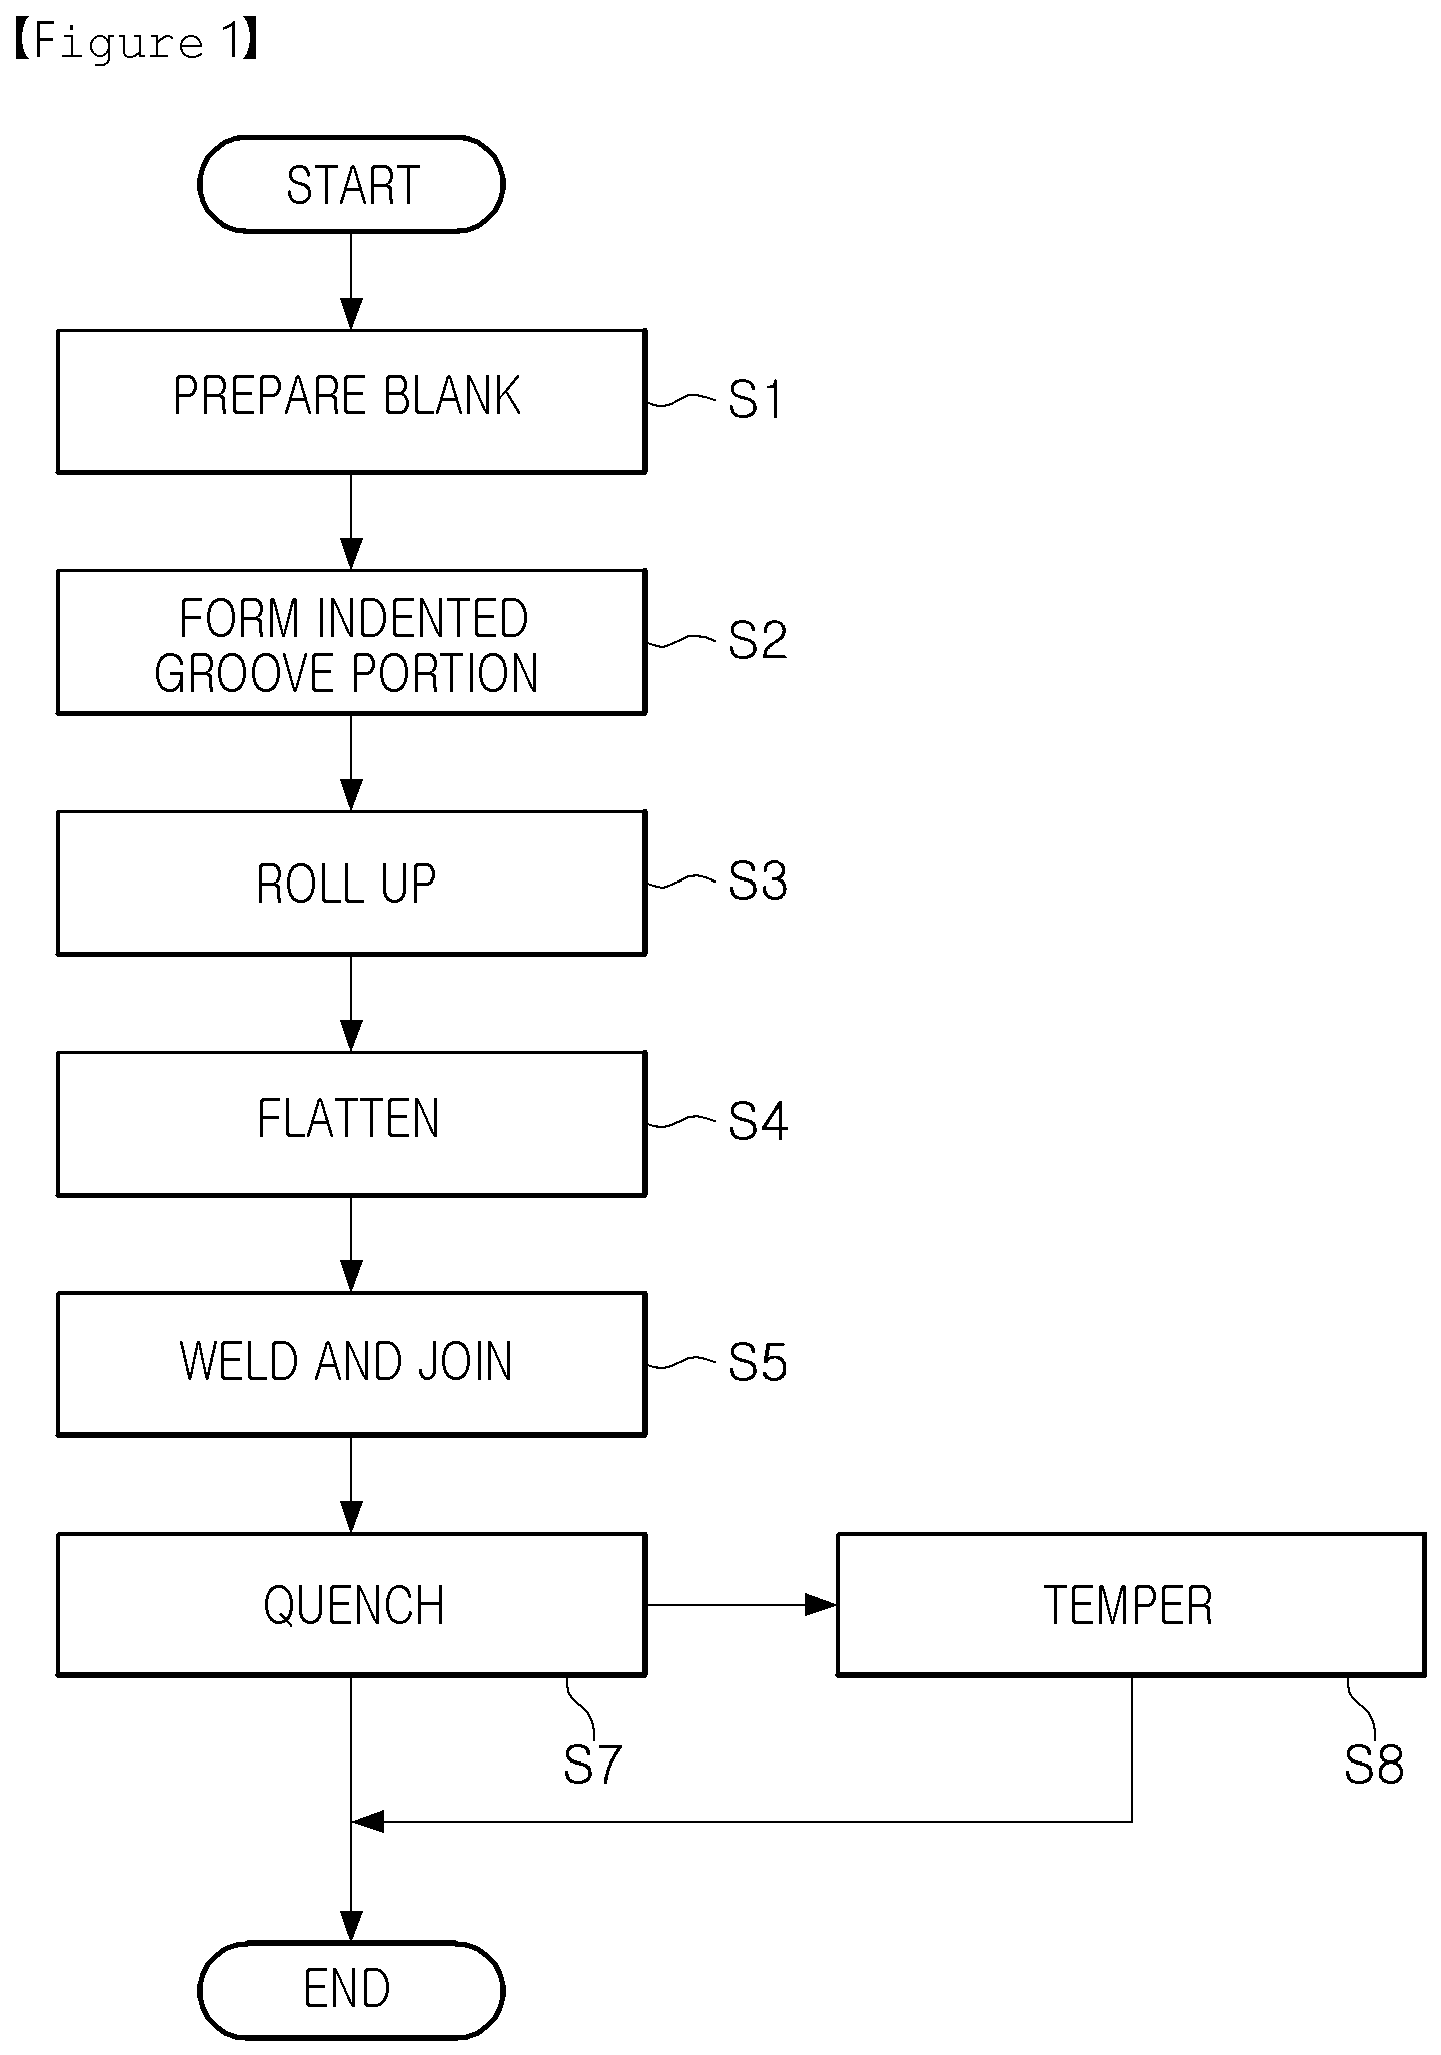 【Figure 1】
START
PREPARE BLANK
S1
FORM INDENTED
GROOVE PORTION
S2
ROLL UP
S3
FLATTEN
S4
WELD AND JOIN
S5
QUENCH
TEMPER
S7
S8
END